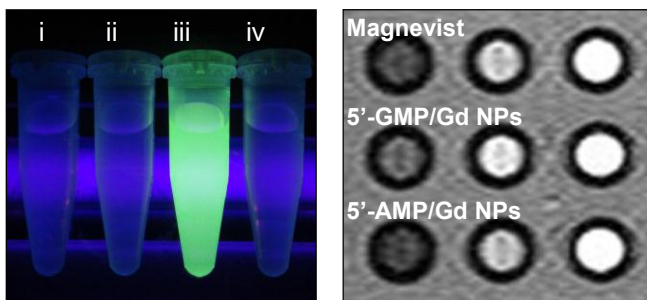 i ii iii iv
Magnevist
5'-GMP/Gd NPs
5'-AMP/Gd NPs